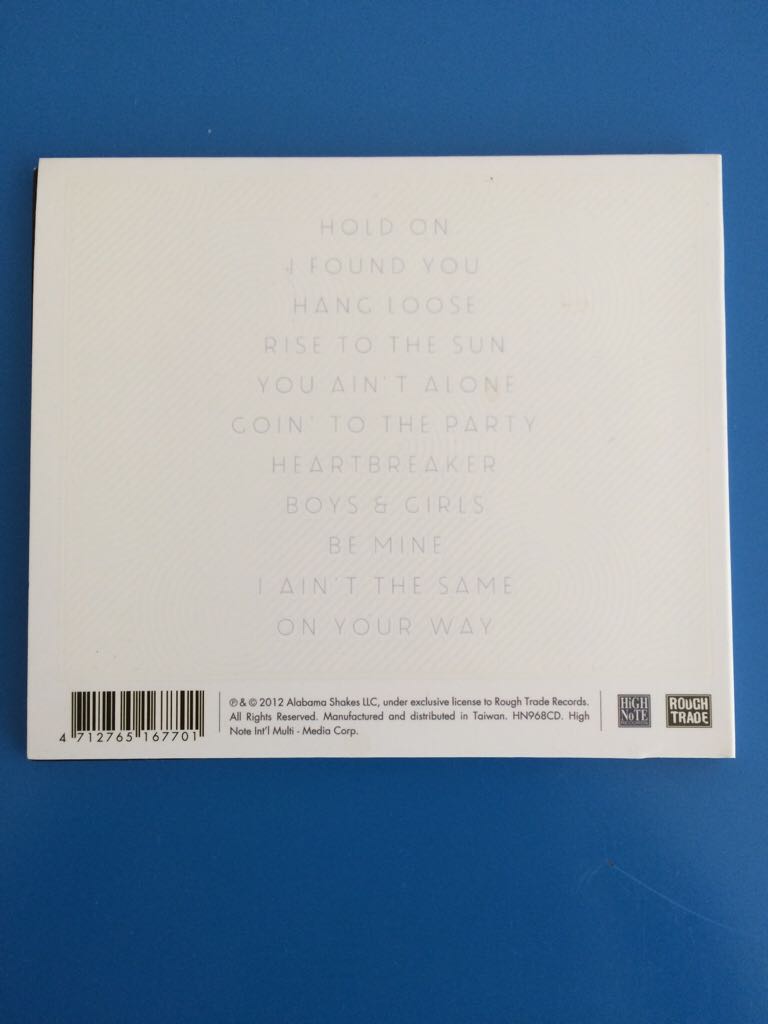 HOLD ON
I FOUND YOU
HANG LOOSE
RISE TO THE SUN
YOU AIN'T ALONE
GOIN' TO THE PARTY
HEARTBREAKER
BOYS & GIRLS
BE MINE
I AIN'T THE SAME
ON YOUR WAY
4 712765 167701
℗ & © 2012 Alabama Shakes LLC, under exclusive license to Rough Trade Records.
All Rights Reserved. Manufactured and distributed in Taiwan. HN968CD. High
Note Int'l Multi - Media Corp.
HIGH
NOTE
ROUGH
TRADE